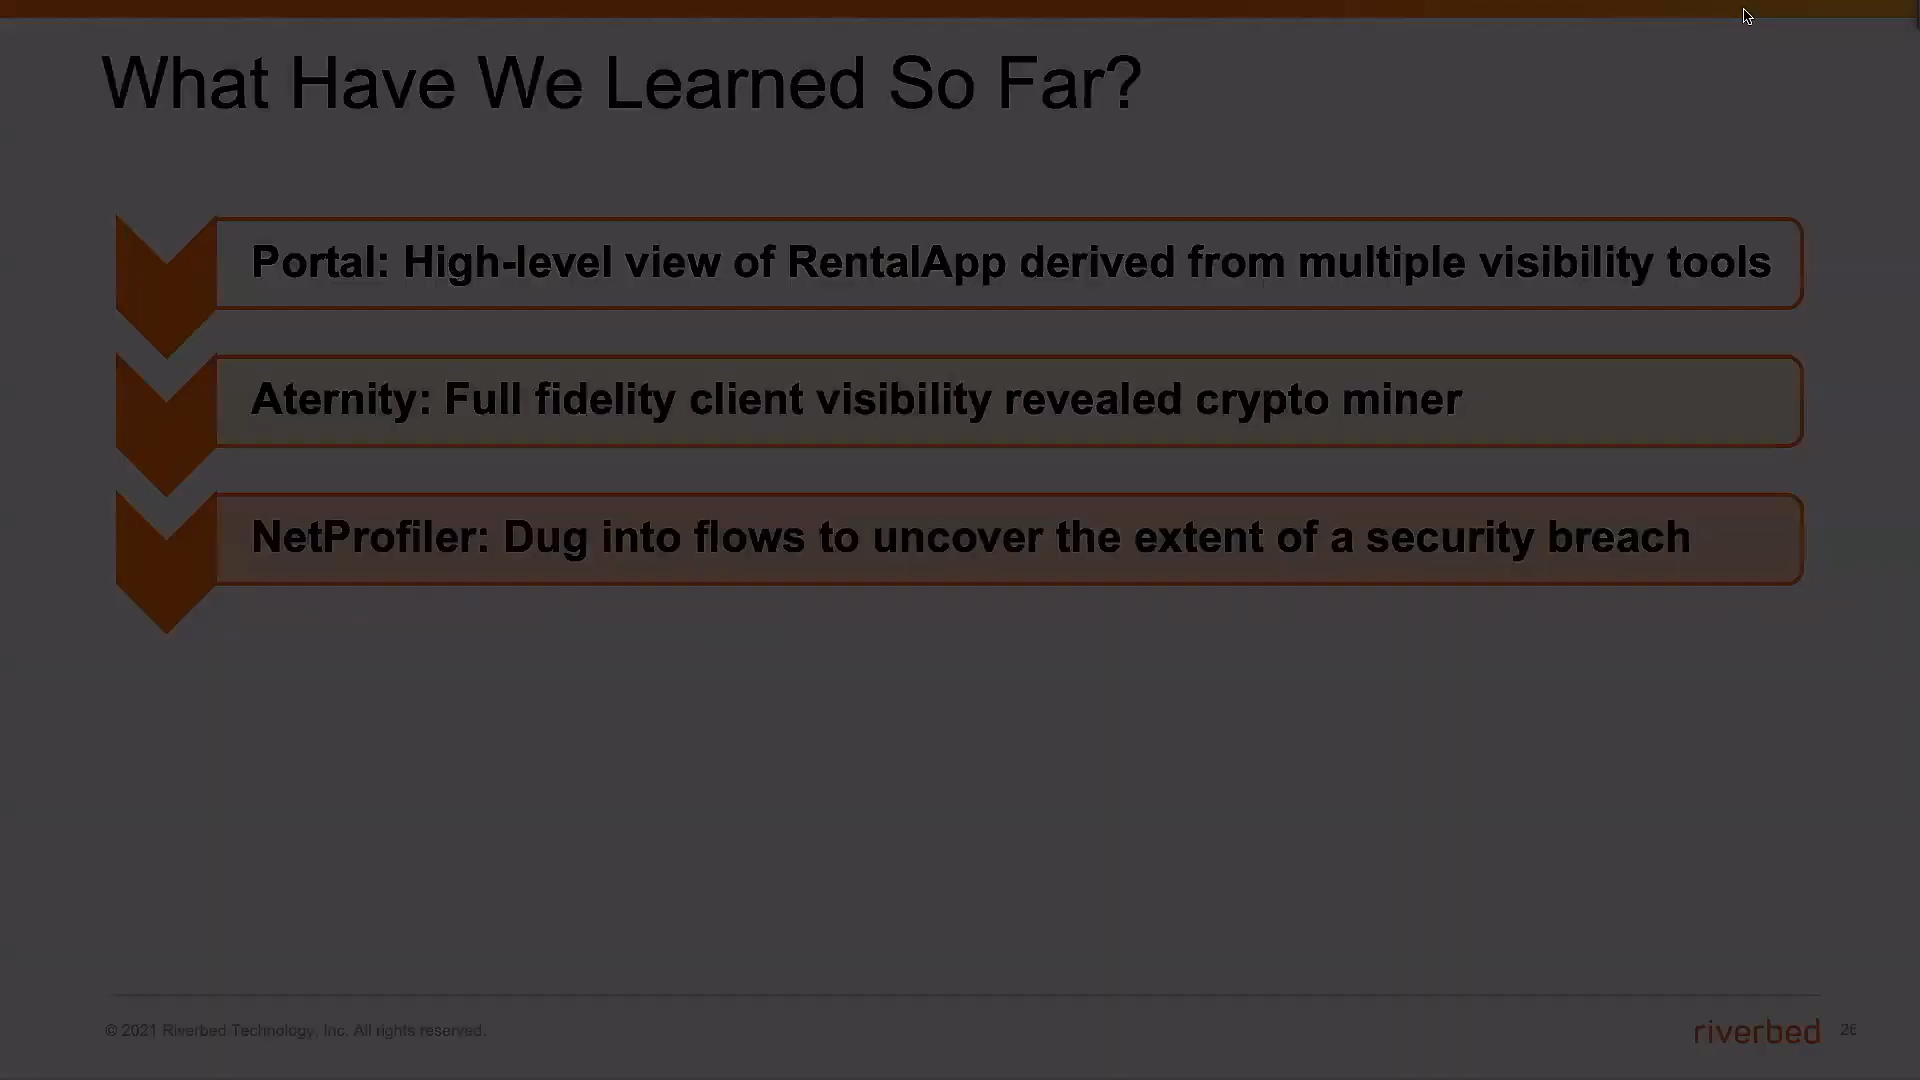 What Have We Learned So Far?
Portal: High-level view of RentalApp derived from multiple visibility tools
Aternity: Full fidelity client visibility revealed crypto miner
NetProfiler: Dug into flows to uncover the extent of a security breach
© 2021 Riverbed Technology, Inc. All rights reserved.
riverbed 26